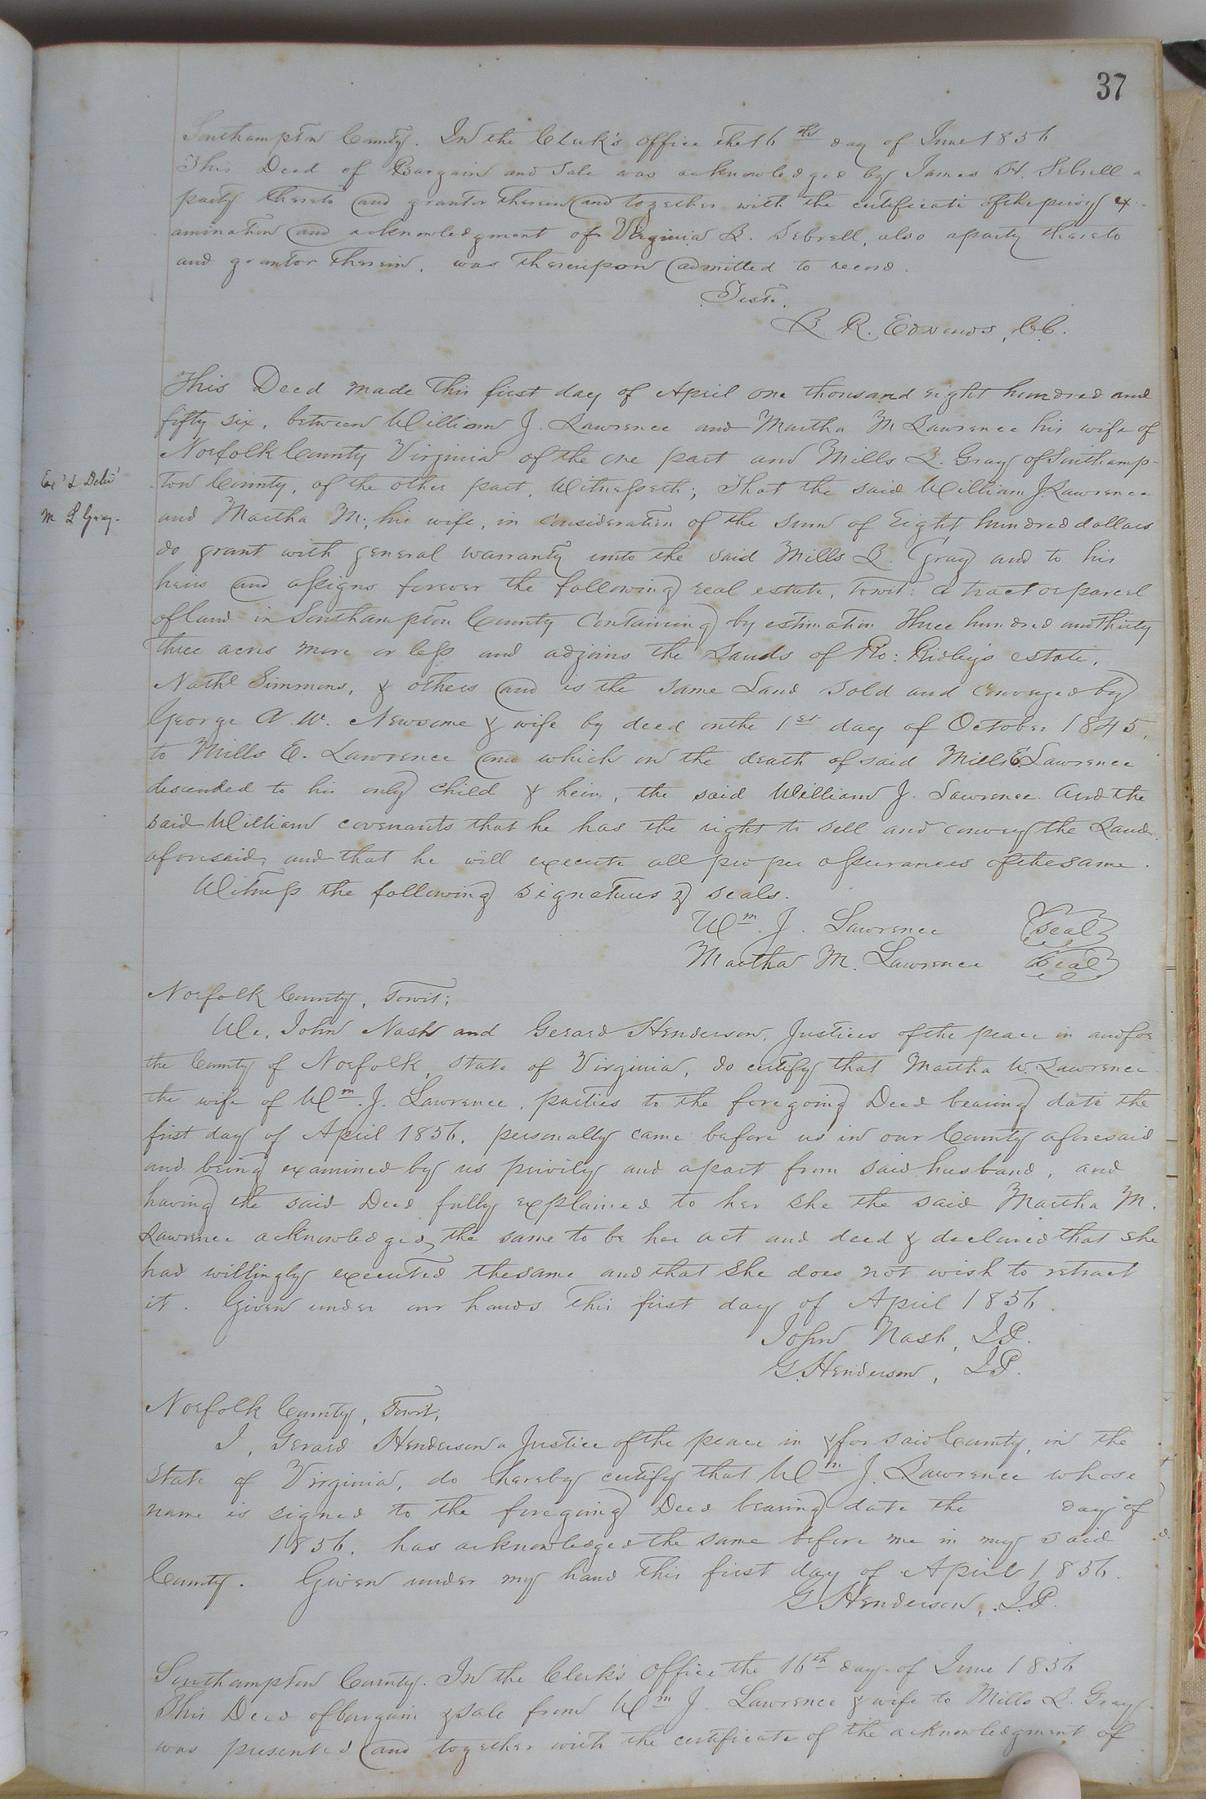 37
Southampton County. In the Clerk's office the 16th day of June 1856
This Deed of Bargain and Sale was acknowledged by James H. Sebrell a
party thereto and grantor therein and together with the certificate of the privy ex-
amination and acknowledgment of Virginia B. Sebrell, also a party thereto
and grantor therein, was thereupon admitted to record.
Teste.
L. R. Edwards, C.C.
This Deed made this first day of April one thousand eight hundred and
fifty six, between William J. Lawrence and Martha M Lawrence his wife of
Norfolk County Virginia of the one part and Mills L. Gray of Southamp-
ton County, of the other part, Witnesseth; That the said William J Lawrence
Exd & Deld
M L Gray.
and Martha M., his wife, in consideration of the sum of Eight hundred dollars
do grant with general warranty unto the said Mills L. Gray and to his
heirs and assigns forever the following real estate, towit: a tract or parcel
of land in Southampton County Containing by estimation Three hundred and thirty
three acres more or less and adjoins the Lands of Ro: Ridley's estate,
Nathl Simmons, & others and is the same Land sold and conveyed by
George A. W. Newsome & wife by deed on the 1st day of October 1845,
to Mills E. Lawrence and which on the death of said Mills E Lawrence
descended to his only child & heir, the said William J. Lawrence. And the
said William covenants that he has the right to sell and convey the Land
aforesaid, and that he will execute all proper assurances of the same.
Witness the following signatures & seals.
Wm. J. Lawrence (seal)
Martha M. Lawrence (seal)
Norfolk County, Towit;
We, John Nash and Gerard Henderson, Justices of the peace in and for
the County of Norfolk, State of Virginia, do certify that Martha M. Lawrence
the wife of Wm. J. Lawrence, parties to the foregoing Deed bearing date the
first day of April 1856, personally came before us in our County aforesaid
and being examined by us privily and apart from said husband, and
having the said Deed fully explained to her she the said Martha M.
Lawrence acknowledged the same to be her act and deed & declared that she
had willingly executed the same and that she does not wish to retract
it. Given under our hands this first day of April 1856.
John Nash, J.P.
G. Henderson, J.P.
Norfolk County, Towit,
I, Gerard Henderson a Justice of the peace in & for said County, in the
State of Virginia, do hereby certify that Wm J. Lawrence whose
name is signed to the foregoing Deed bearing date the day of
1856, has acknowledged the same before me in my said
County. Given under my hand this first day of April 1856.
G Henderson, J.P.
Southampton County. In the Clerk's Office the 16th day of June 1856
This Deed of bargain & sale from Wm J. Lawrence & wife to Mills L. Gray
was presented and together with the certificate of the acknowledgment of